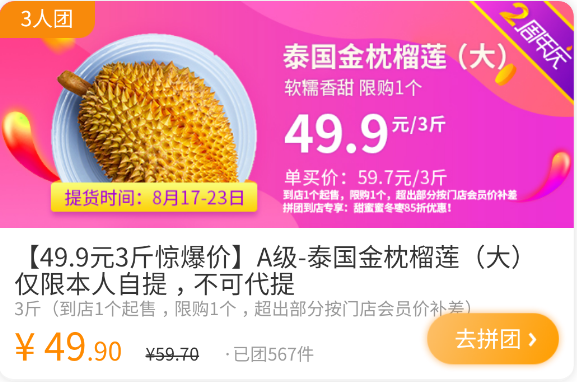 3人团
2周年庆
泰国金枕榴莲（大）
软糯香甜 限购1个
49.9元/3斤
单买价：59.7元/3斤
到店1个起售，限购1个，超出部分按门店会员价补差
拼团到店专享：甜蜜蜜冬枣85折优惠！
提货时间：8月17-23日
【49.9元3斤惊爆价】A级-泰国金枕榴莲（大）
仅限本人自提，不可代提
3斤（到店1个起售，限购1个，超出部分按门店会员价补差）
¥ 49.90 ¥59.70 ·已团567件
去拼团 ›